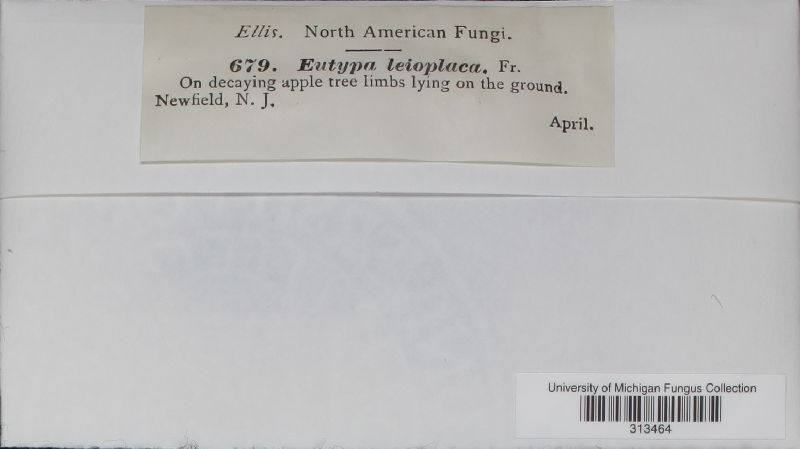 Ellis. North American Fungi.
679. Eutypa leioplaca. Fr.
On decaying apple tree limbs lying on the ground.
Newfield, N. J.
April.
University of Michigan Fungus Collection
313464